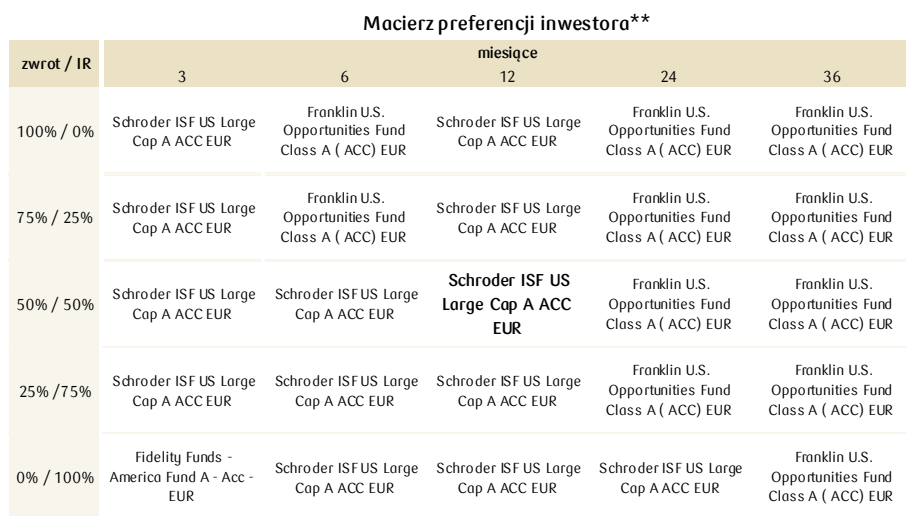 Macierz preferencji inwestora**
zwrot / IR
miesiące
3 6 12 24 36
100% / 0%
Schroder ISF US Large
Cap A ACC EUR
Franklin U.S.
Opportunities Fund
Class A ( ACC) EUR
Schroder ISF US Large
Cap A ACC EUR
Franklin U.S.
Opportunities Fund
Class A ( ACC) EUR
Franklin U.S.
Opportunities Fund
Class A ( ACC) EUR
75% / 25%
Schroder ISF US Large
Cap A ACC EUR
Franklin U.S.
Opportunities Fund
Class A ( ACC) EUR
Schroder ISF US Large
Cap A ACC EUR
Franklin U.S.
Opportunities Fund
Class A ( ACC) EUR
Franklin U.S.
Opportunities Fund
Class A ( ACC) EUR
50% / 50%
Schroder ISF US Large
Cap A ACC EUR
Schroder ISF US Large
Cap A ACC EUR
Schroder ISF US
Large Cap A ACC
EUR
Franklin U.S.
Opportunities Fund
Class A ( ACC) EUR
Franklin U.S.
Opportunities Fund
Class A ( ACC) EUR
25% /75%
Schroder ISF US Large
Cap A ACC EUR
Schroder ISF US Large
Cap A ACC EUR
Schroder ISF US Large
Cap A ACC EUR
Franklin U.S.
Opportunities Fund
Class A ( ACC) EUR
Franklin U.S.
Opportunities Fund
Class A ( ACC) EUR
0% / 100%
Fidelity Funds -
America Fund A - Acc -
EUR
Schroder ISF US Large
Cap A ACC EUR
Schroder ISF US Large
Cap A ACC EUR
Schroder ISF US Large
Cap A ACC EUR
Franklin U.S.
Opportunities Fund
Class A ( ACC) EUR